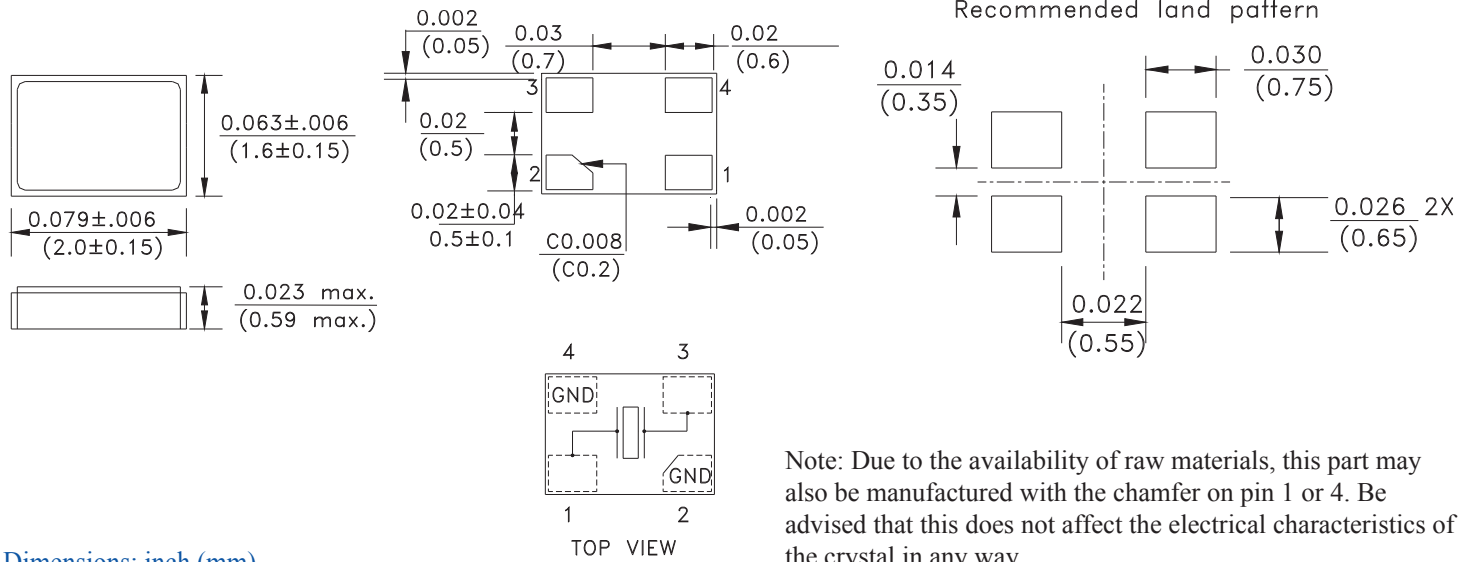 Recommended land pattern
0.063±.006
(1.6±0.15)
0.079±.006
(2.0±0.15)
0.023 max.
(0.59 max.)
0.002
(0.05)
0.03
(0.7)
0.02
(0.6)
3
4
0.02
(0.5)
2
1
0.02±0.04
0.5±0.1
C0.008
(C0.2)
0.002
(0.05)
0.014
(0.35)
0.030
(0.75)
0.026 2X
(0.65)
0.022
(0.55)
4 3
GND
GND
1 2
TOP VIEW
Note: Due to the availability of raw materials, this part may
also be manufactured with the chamfer on pin 1 or 4. Be
advised that this does not affect the electrical characteristics of
the crystal in any way
Dimensions: inch (mm)